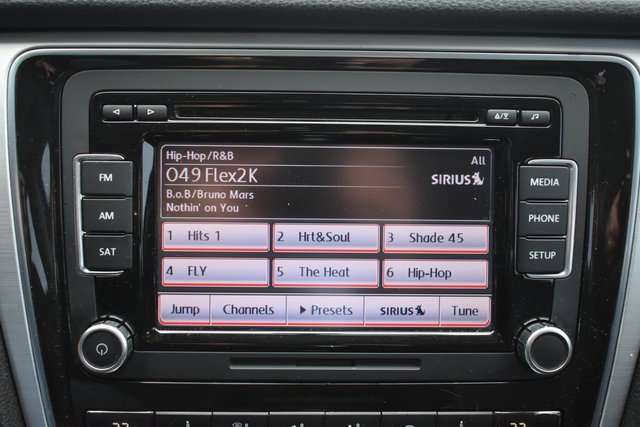 Hip-Hop/R&B All
049 Flex2K SIRIUS
B.o.B/Bruno Mars
Nothin' on You
FM
AM
SAT
MEDIA
PHONE
SETUP
1 Hits 1 2 Hrt&Soul 3 Shade 45
4 FLY 5 The Heat 6 Hip-Hop
Jump Channels Presets SIRIUS Tune